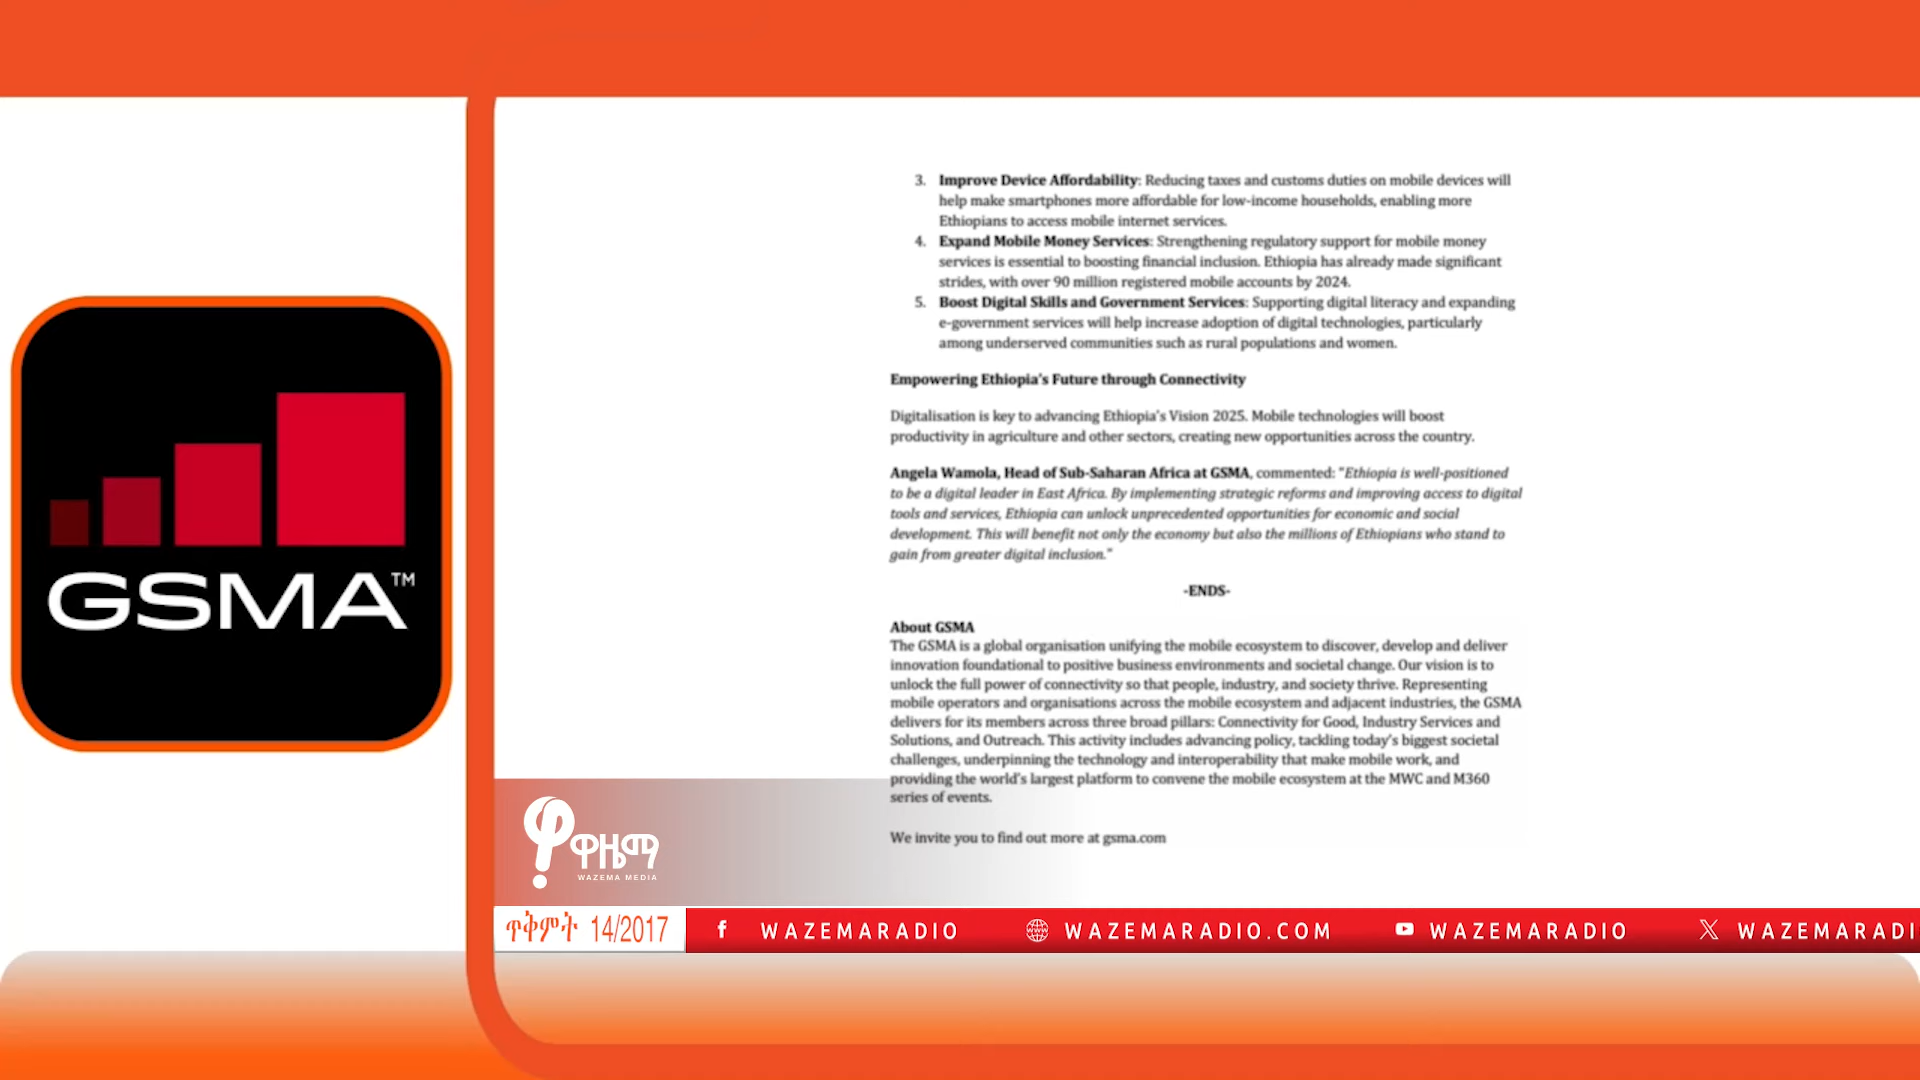 GSMA™
3. Improve Device Affordability: Reducing taxes and customs duties on mobile devices will
help make smartphones more affordable for low-income households, enabling more
Ethiopians to access mobile internet services.
4. Expand Mobile Money Services: Strengthening regulatory support for mobile money
services is essential to boosting financial inclusion. Ethiopia has already made significant
strides, with over 90 million registered mobile accounts by 2024.
5. Boost Digital Skills and Government Services: Supporting digital literacy and expanding
e-government services will help increase adoption of digital technologies, particularly
among underserved communities such as rural populations and women.
Empowering Ethiopia's Future through Connectivity
Digitalisation is key to advancing Ethiopia's Vision 2025. Mobile technologies will boost
productivity in agriculture and other sectors, creating new opportunities across the country.
Angela Wamola, Head of Sub-Saharan Africa at GSMA, commented: "Ethiopia is well-positioned
to be a digital leader in East Africa. By implementing strategic reforms and improving access to digital
tools and services, Ethiopia can unlock unprecedented opportunities for economic and social
development. This will benefit not only the economy but also the millions of Ethiopians who stand to
gain from greater digital inclusion."
-ENDS-
About GSMA
The GSMA is a global organisation unifying the mobile ecosystem to discover, develop and deliver
innovation foundational to positive business environments and societal change. Our vision is to
unlock the full power of connectivity so that people, industry, and society thrive. Representing
mobile operators and organisations across the mobile ecosystem and adjacent industries, the GSMA
delivers for its members across three broad pillars: Connectivity for Good, Industry Services and
Solutions, and Outreach. This activity includes advancing policy, tackling today's biggest societal
challenges, underpinning the technology and interoperability that make mobile work, and
providing the world's largest platform to convene the mobile ecosystem at the MWC and M360
series of events.
We invite you to find out more at gsma.com
ዋዜማ
WAZEMA MEDIA
ጥቅምት 14/2017
WAZEMARADIO
WAZEMARADIO.COM
WAZEMARADIO
WAZEMARADI